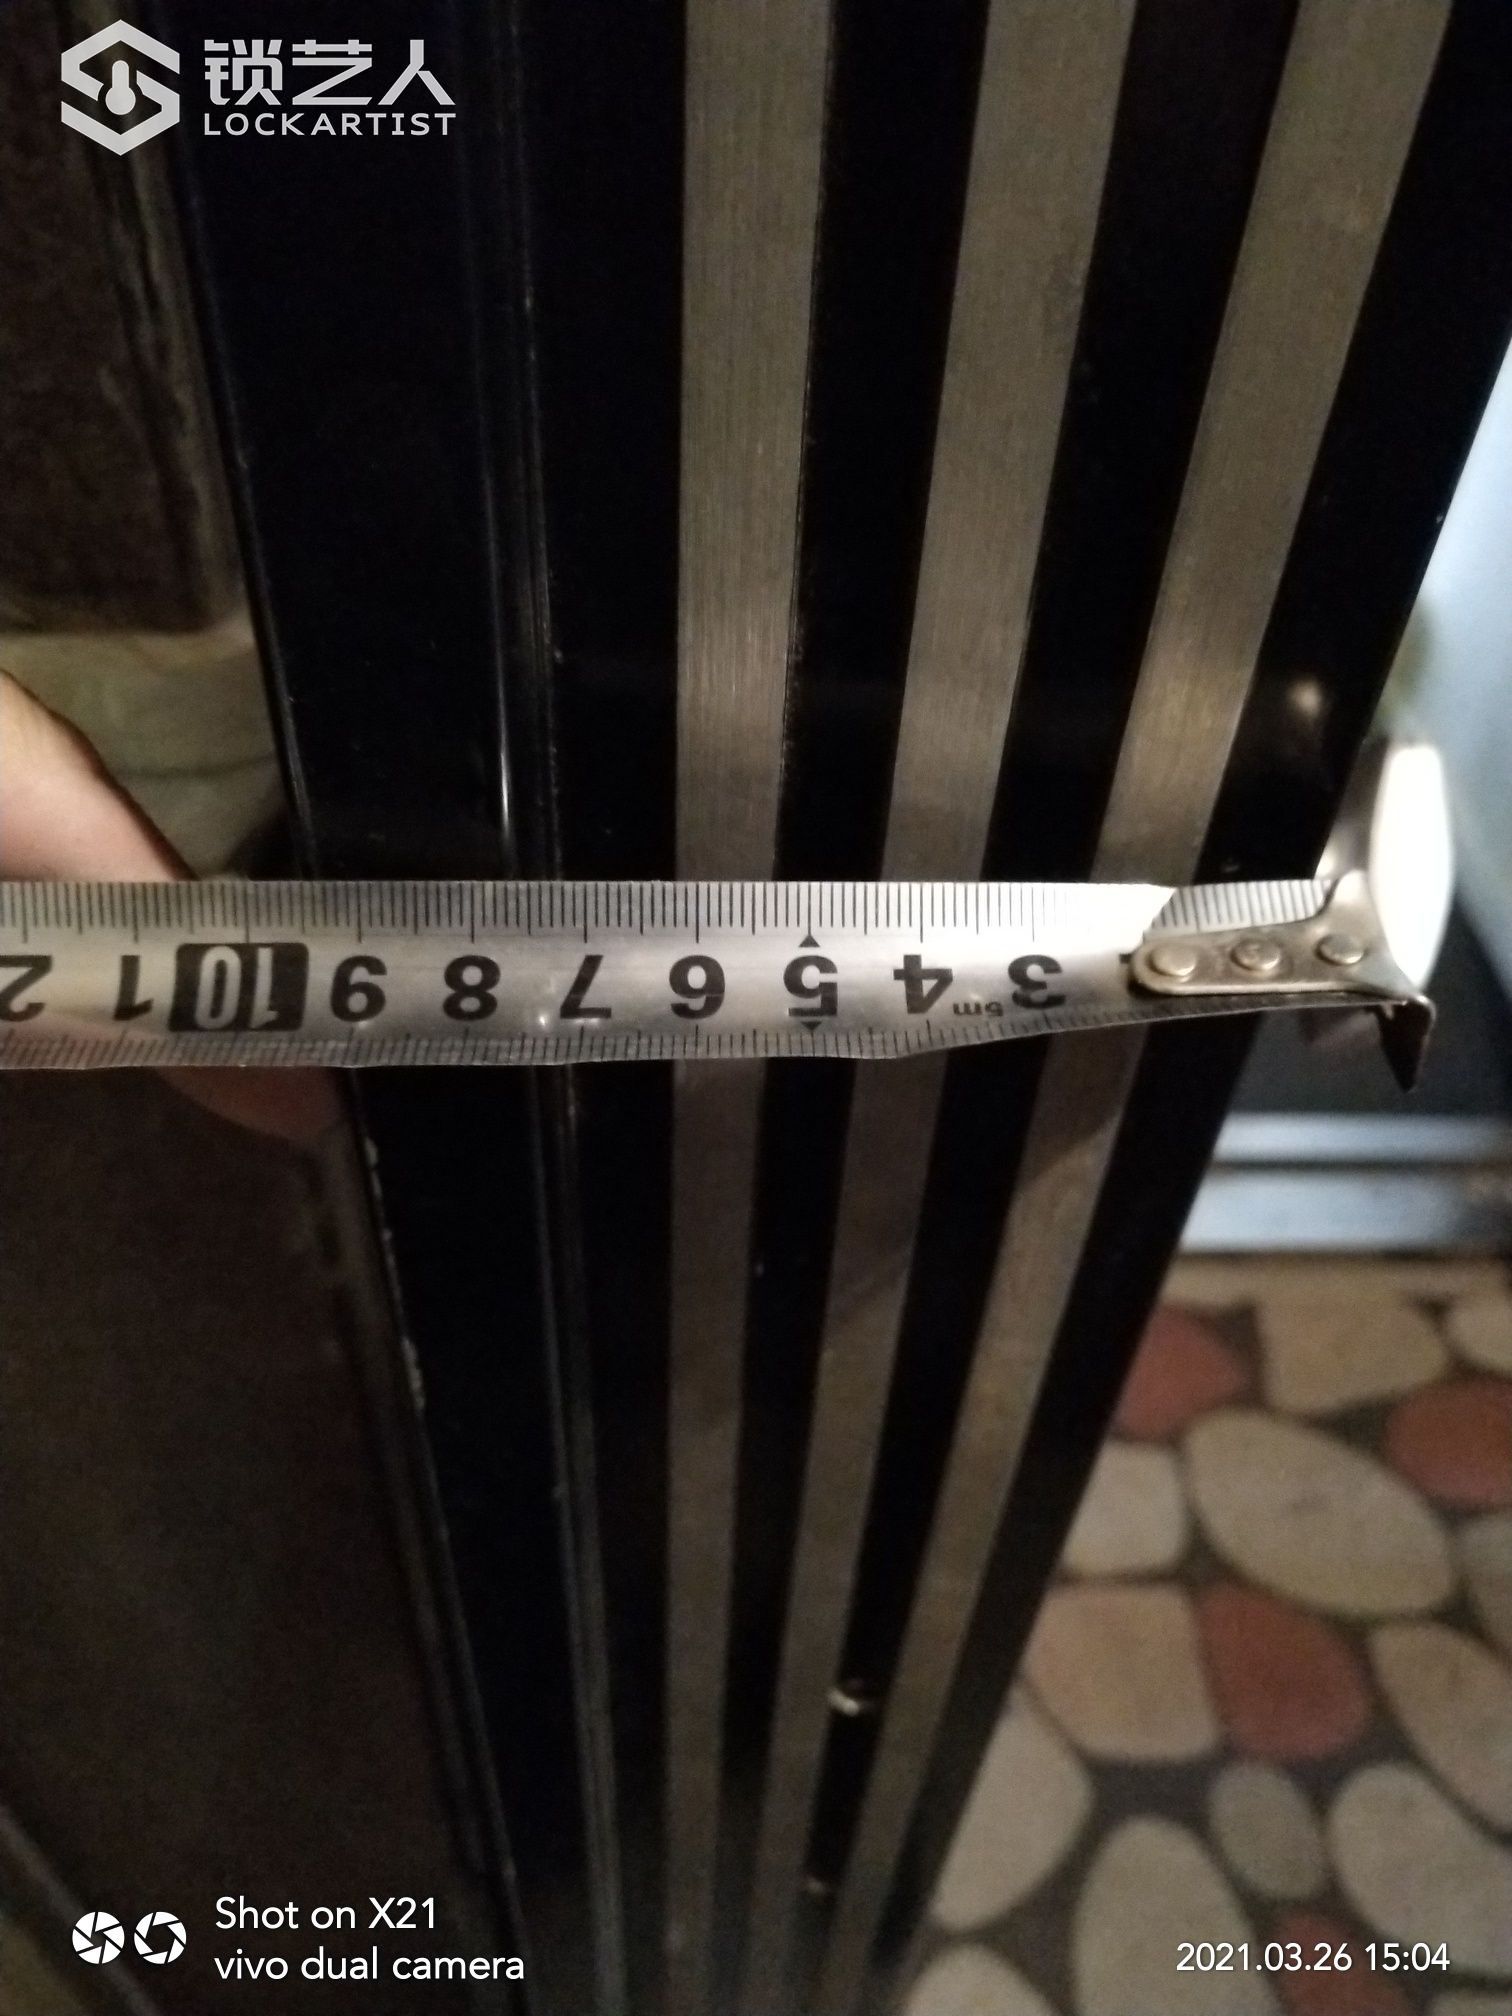 锁艺人
LOCKARTIST
2 1 10 9 8 7 6 5 4 3
5m
Shot on X21
vivo dual camera
2021.03.26 15:04